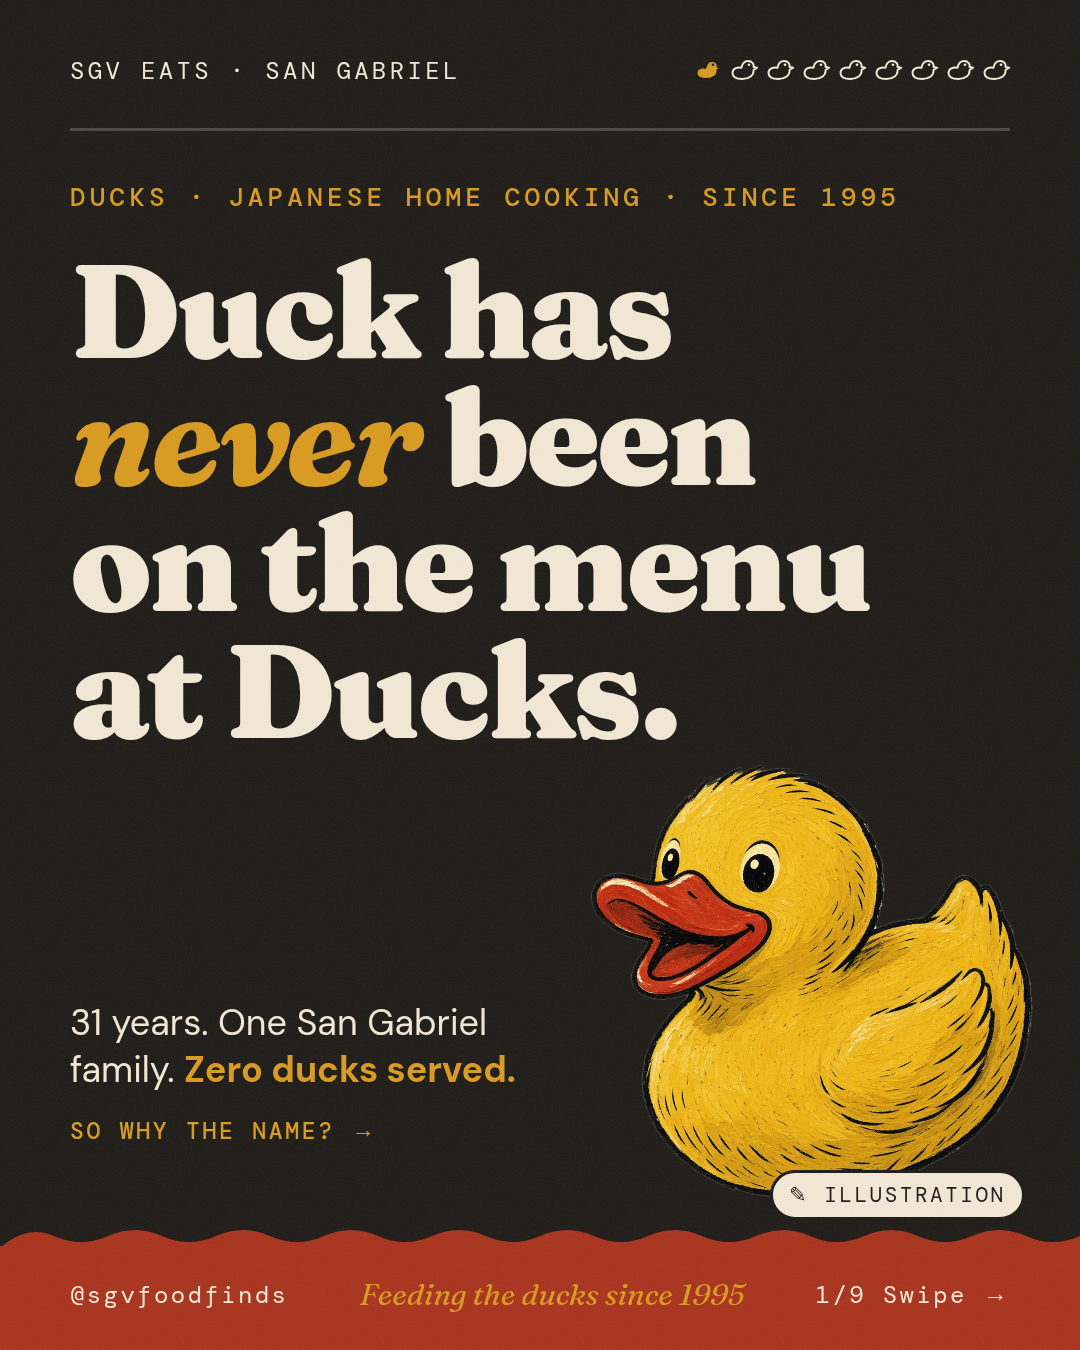 SGV EATS · SAN GABRIEL
DUCKS · JAPANESE HOME COOKING · SINCE 1995
Duck has
never been
on the menu
at Ducks.
31 years. One San Gabriel
family. Zero ducks served.
SO WHY THE NAME? →
✎ ILLUSTRATION
@sgvfoodfinds
Feeding the ducks since 1995
1/9 Swipe →